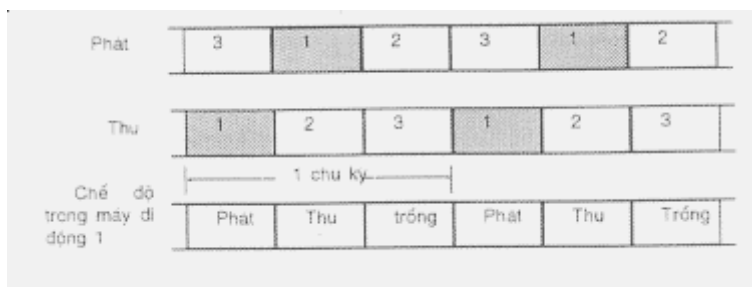 Phát 3 1 2 3 1 2
Thu 1 2 3 1 2 3
1 chu kỳ
Chế độ
trong máy di
động 1
Phát Thu trống Phát Thu Trống